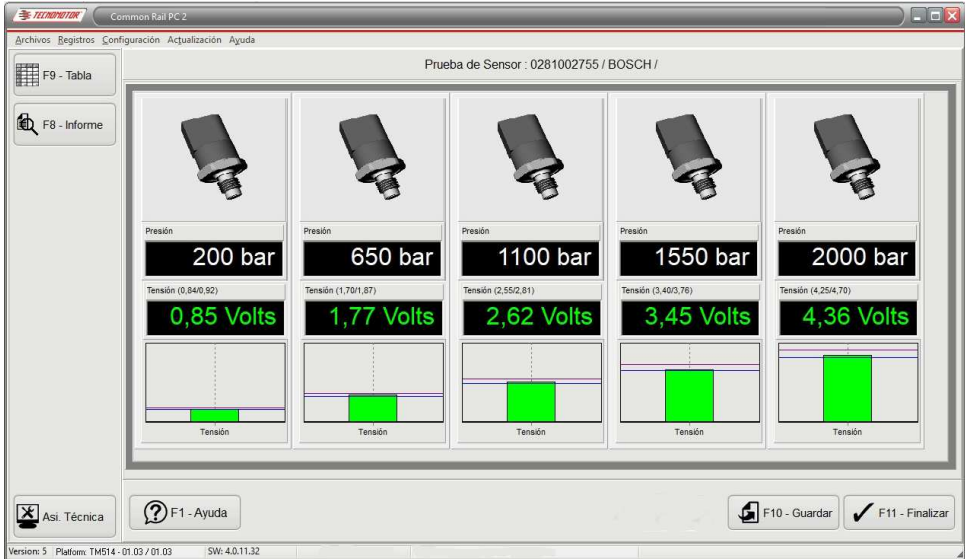 TECNOMOTOR Common Rail PC 2
Archivos Registros Configuración Actualización Ayuda
F9 - Tabla
F8 - Informe
Prueba de Sensor : 0281002755 / BOSCH /
Presión Presión Presión Presión Presión
200 bar 650 bar 1100 bar 1550 bar 2000 bar
Tensión (0,84/0,92) Tensión (1,70/1,87) Tensión (2,55/2,81) Tensión (3,40/3,76) Tensión (4,25/4,70)
0,85 Volts 1,77 Volts 2,62 Volts 3,45 Volts 4,36 Volts
Tensión Tensión Tensión Tensión Tensión
Asi. Técnica
F1 - Ayuda
F10 - Guardar
F11 - Finalizar
Version: 5 Platform: TM514 - 01.03 / 01.03 SW: 4.0.11.32